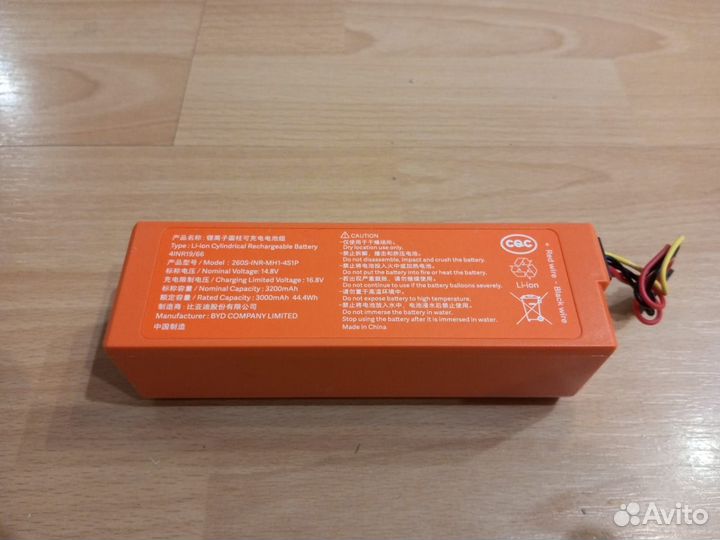 产品名称: 锂离子圆柱可充电电池组
Type : Li-ion Cylindrical Rechargeable Battery
4INR19/66
产品型号 / Model : 260S-INR-MH1-4S1P
标称电压 / Nominal Voltage: 14.8V
充电限制电压 / Charging Limited Voltage : 16.8V
标称容量 / Nominal Capacity : 3200mAh
额定容量 / Rated Capacity : 3000mAh 44.4Wh
制造商 : 比亚迪股份有限公司
Manufacturer : BYD COMPANY LIMITED
中国制造
⚠CAUTION
-仅适用于干燥场所。
Dry location use only.
-禁止拆解、撞击、挤压电池。
Do not disassemble, impact and crush the battery.
-禁止将电池投入火中或加热电池。
Do not put the battery into fire or heat the battery.
-若出现严重鼓胀, 请勿继续使用。
Do not continue to use if the battery balloons severely.
-请勿置于高温环境中。
Do not expose battery to high temperature.
-禁止将电池浸入水中, 电池浸水后禁止使用。
Do not immerse the battery in water.
Stop using the battery after it is immersed in water.
Made in China
CQC
Li-ion
+ Red wire - Black wire
Avito